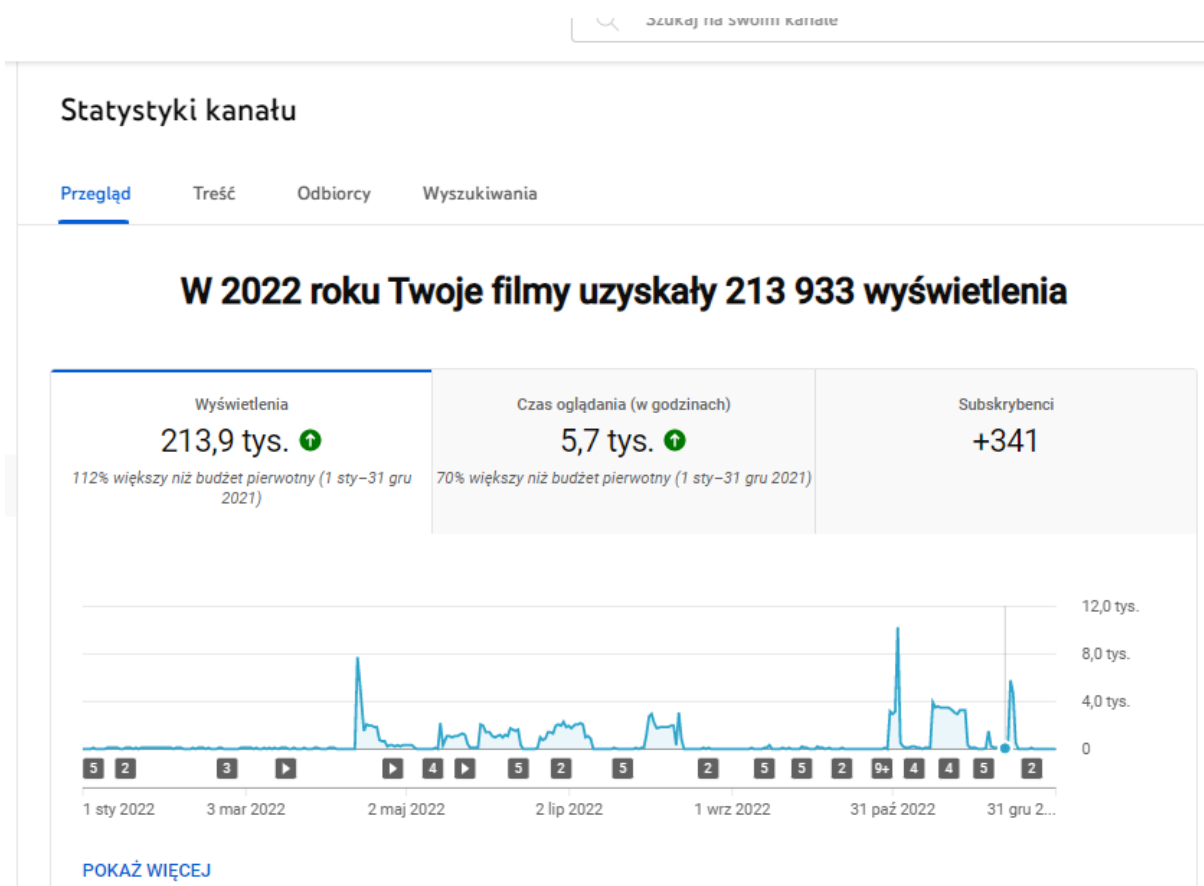 Szukaj na swoim kanale
Statystyki kanału
Przegląd Treść Odbiorcy Wyszukiwania
W 2022 roku Twoje filmy uzyskały 213 933 wyświetlenia
Wyświetlenia
213,9 tys.
112% większy niż budżet pierwotny (1 sty–31 gru
2021)
Czas oglądania (w godzinach)
5,7 tys.
70% większy niż budżet pierwotny (1 sty–31 gru 2021)
Subskrybenci
+341
12,0 tys.
8,0 tys.
4,0 tys.
0
5 2 3 4 5 2 5 2 5 5 2 9+ 4 4 5 2
1 sty 2022 3 mar 2022 2 maj 2022 2 lip 2022 1 wrz 2022 31 paź 2022 31 gru 2...
POKAŻ WIĘCEJ